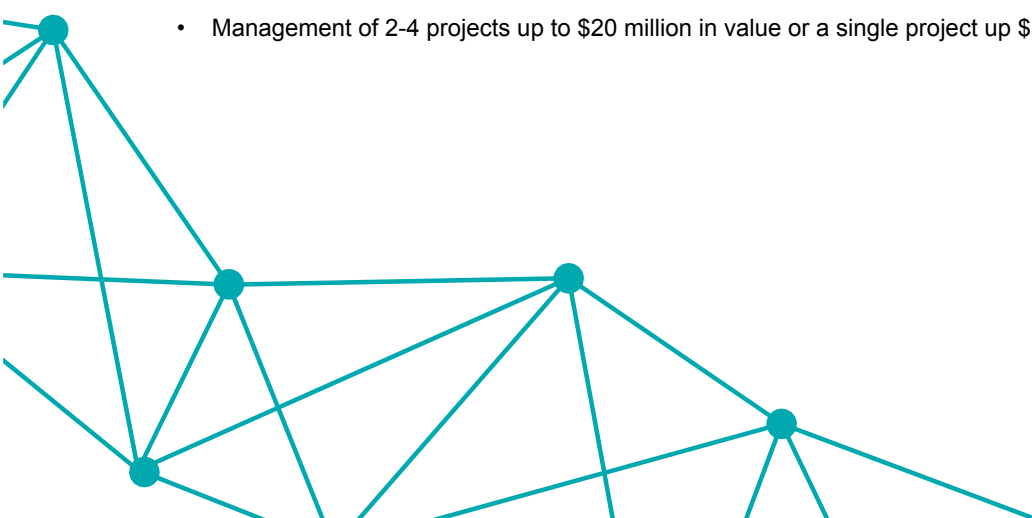 • Management of 2-4 projects up to $20 million in value or a single project up $